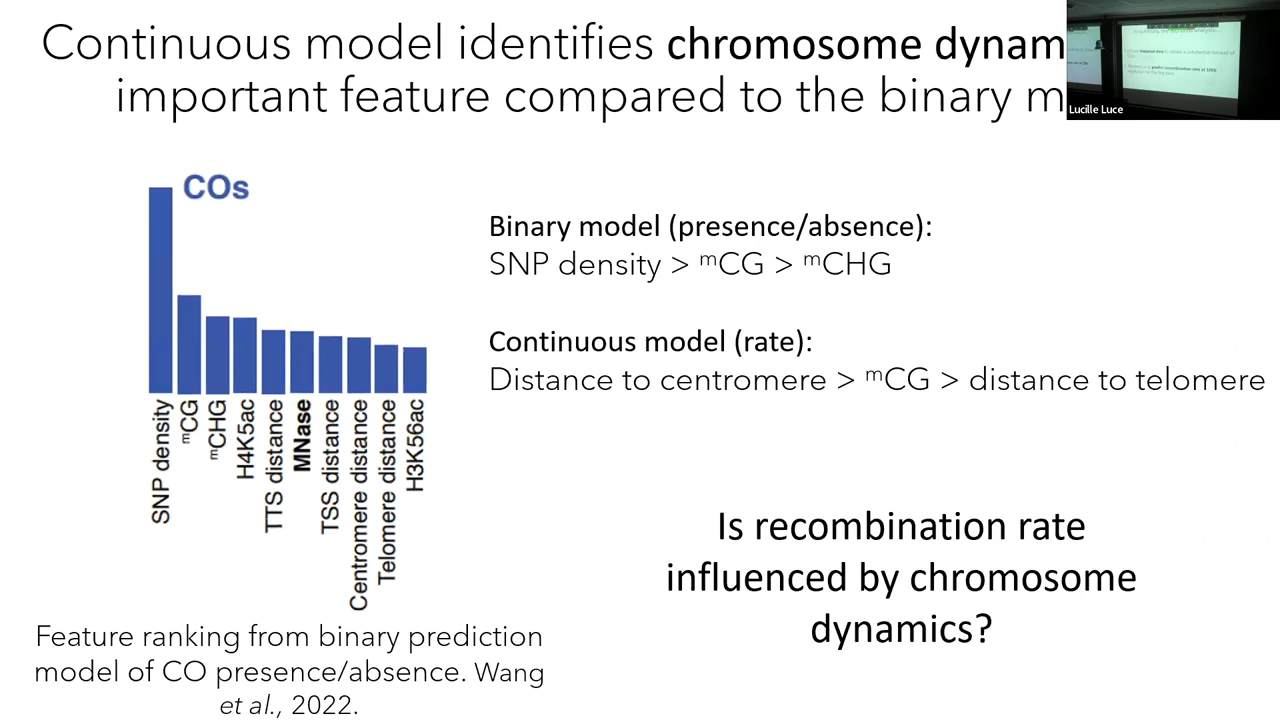 Continuous model identifies chromosome dynam
important feature compared to the binary m
Lucille Luce
COs
SNP density
ᵐCG
ᵐCHG
H4K5ac
TTS distance
MNase
TSS distance
Centromere distance
Telomere distance
H3K56ac
Feature ranking from binary prediction
model of CO presence/absence. Wang
et al., 2022.
Binary model (presence/absence):
SNP density > ᵐCG > ᵐCHG
Continuous model (rate):
Distance to centromere > ᵐCG > distance to telomere
Is recombination rate
influenced by chromosome
dynamics?